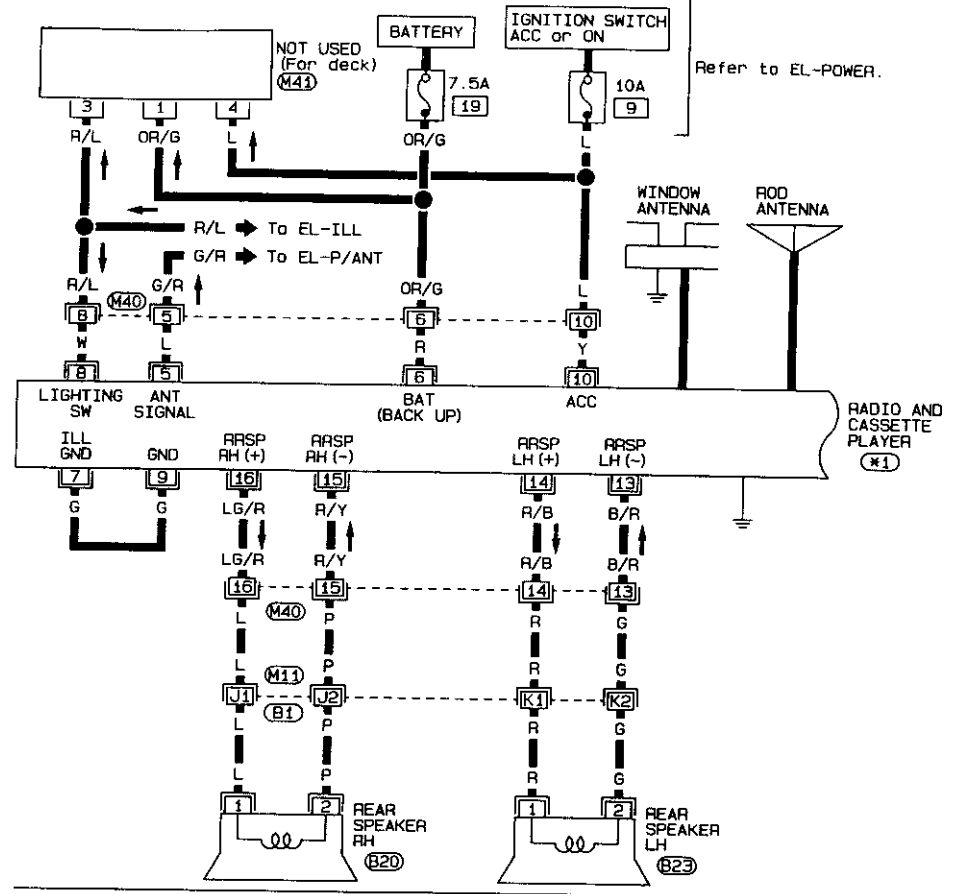 BATTERY
IGNITION SWITCH
ACC or ON
NOT USED
(For deck)
M41
7.5A
19
10A
9
Refer to EL-POWER.
3
1
4
R/L
OR/G
L
OR/G
L
WINDOW
ANTENNA
ROD
ANTENNA
R/L To EL-ILL
G/R To EL-P/ANT
R/L
M40
G/R
OR/G
L
8
5
6
10
W
L
R
Y
8
5
6
10
LIGHTING
SW
ANT
SIGNAL
BAT
(BACK UP)
ACC
RADIO AND
CASSETTE
PLAYER
*1
ILL
GND
GND
RRSP
RH (+)
RRSP
RH (-)
RRSP
LH (+)
RRSP
LH (-)
7
9
16
15
14
13
G
G
LG/R
R/Y
R/B
B/R
LG/R
R/Y
R/B
B/R
16
15
14
13
M40
L
P
R
G
L
P
R
G
M11
J1
J2
K1
K2
B1
L
P
R
G
L
P
R
G
1
2
1
2
REAR
SPEAKER
RH
B20
REAR
SPEAKER
LH
B23